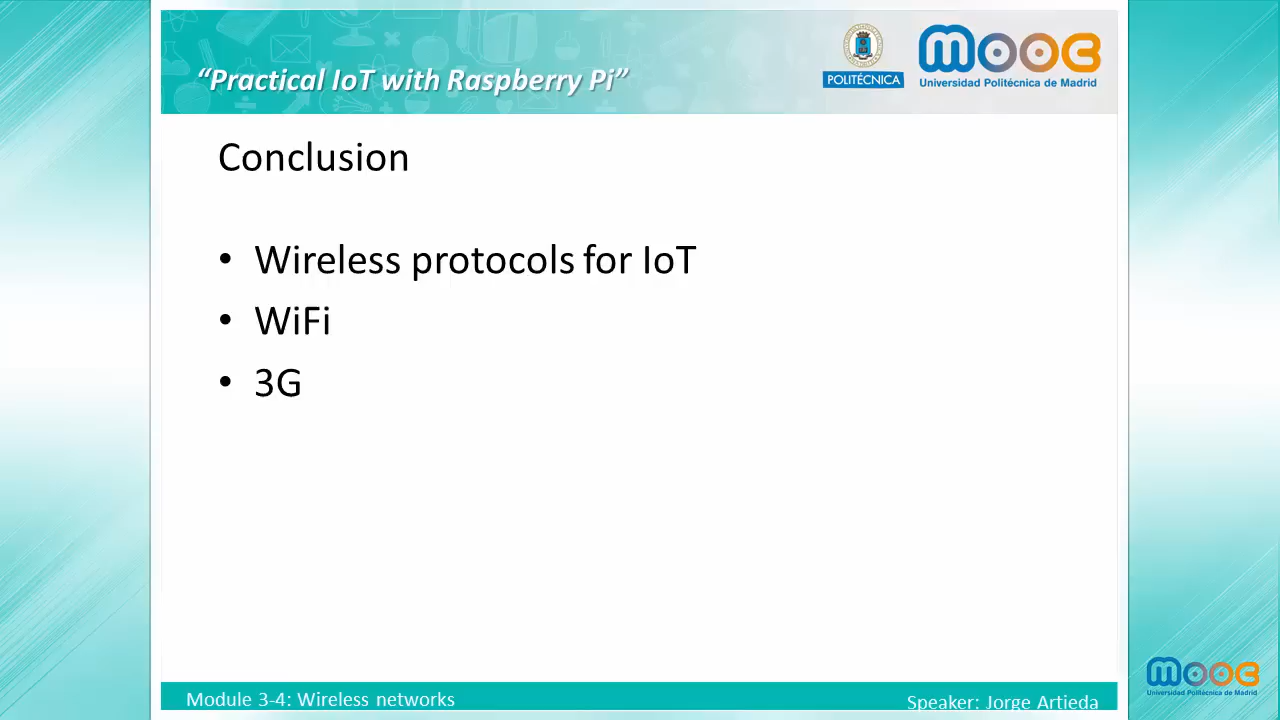 “Practical IoT with Raspberry Pi”
POLITÉCNICA
mooc
Universidad Politécnica de Madrid
Conclusion
• Wireless protocols for IoT
• WiFi
• 3G
Module 3-4: Wireless networks
Speaker: Jorge Artieda
mooc
Universidad Politécnica de Madrid